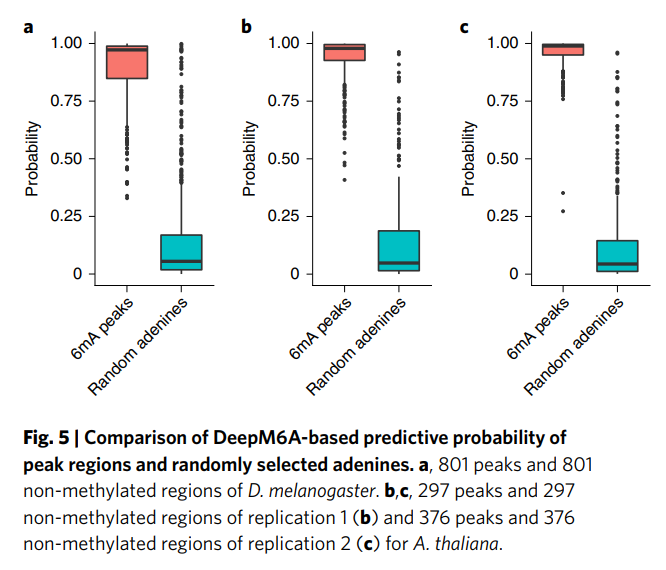 a
b
c
1.00
0.75
0.50
0.25
0
Probability
6mA peaks
Random adenines
1.00
0.75
0.50
0.25
0
Probability
6mA peaks
Random adenines
1.00
0.75
0.50
0.25
0
Probability
6mA peaks
Random adenines
Fig. 5 | Comparison of DeepM6A-based predictive probability of
peak regions and randomly selected adenines. a, 801 peaks and 801
non-methylated regions of D. melanogaster. b,c, 297 peaks and 297
non-methylated regions of replication 1 (b) and 376 peaks and 376
non-methylated regions of replication 2 (c) for A. thaliana.